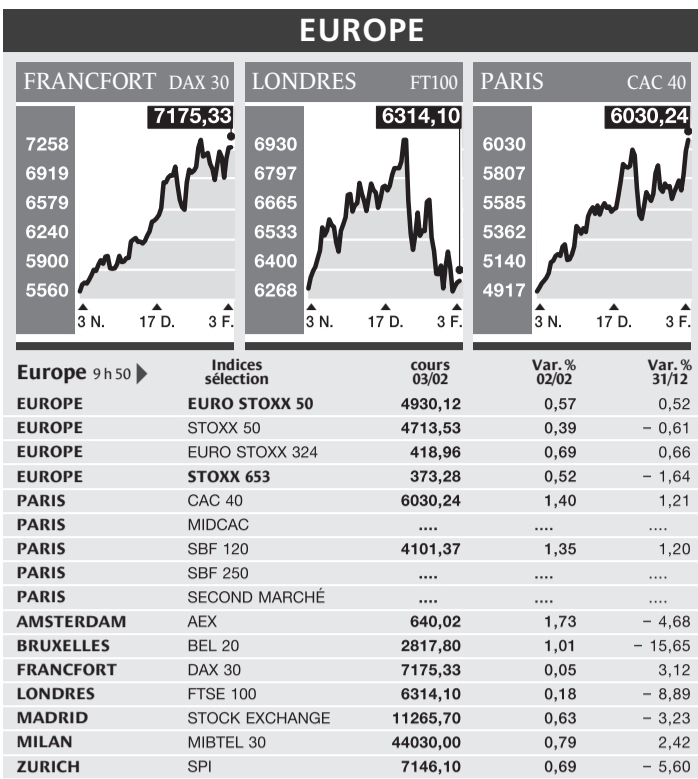 EUROPE
FRANCFORT DAX 30
7175,33
7258
6919
6579
6240
5900
5560
3 N. 17 D. 3 F.
LONDRES FT100
6314,10
6930
6797
6665
6533
6400
6268
3 N. 17 D. 3 F.
PARIS CAC 40
6030,24
6030
5807
5585
5362
5140
4917
3 N. 17 D. 3 F.
Europe 9 h 50 Indices sélection cours 03/02 Var. % 02/02 Var. % 31/12
EUROPE EURO STOXX 50 4930,12 0,57 0,52
EUROPE STOXX 50 4713,53 0,39 – 0,61
EUROPE EURO STOXX 324 418,96 0,69 0,66
EUROPE STOXX 653 373,28 0,52 – 1,64
PARIS CAC 40 6030,24 1,40 1,21
PARIS MIDCAC .... .... ....
PARIS SBF 120 4101,37 1,35 1,20
PARIS SBF 250 .... .... ....
PARIS SECOND MARCHÉ .... .... ....
AMSTERDAM AEX 640,02 1,73 – 4,68
BRUXELLES BEL 20 2817,80 1,01 – 15,65
FRANCFORT DAX 30 7175,33 0,05 3,12
LONDRES FTSE 100 6314,10 0,18 – 8,89
MADRID STOCK EXCHANGE 11265,70 0,63 – 3,23
MILAN MIBTEL 30 44030,00 0,79 2,42
ZURICH SPI 7146,10 0,69 – 5,60